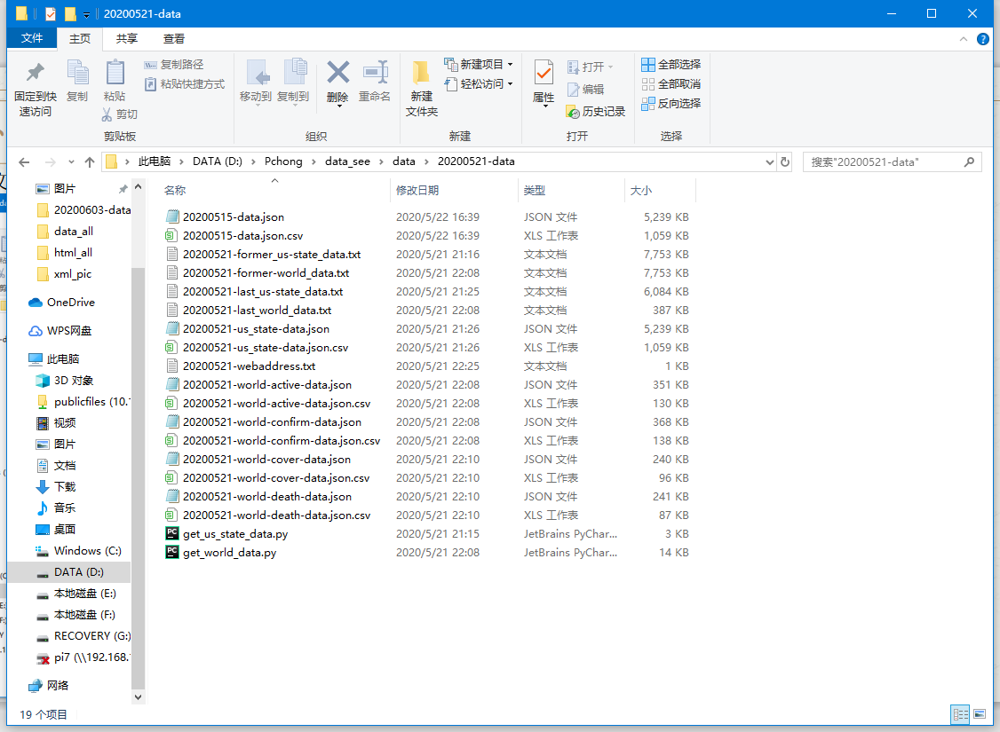 20200521-data
文件 主页 共享 查看
固定到快速访问
复制
粘贴
复制路径
粘贴快捷方式
剪切
剪贴板
移动到
复制到
删除
重命名
组织
新建文件夹
新建项目
轻松访问
新建
属性
打开
编辑
历史记录
打开
全部选择
全部取消
反向选择
选择
此电脑 DATA (D:) Pchong data_see data 20200521-data
搜索"20200521-data"
图片
20200603-data
data_all
html_all
xml_pic
OneDrive
WPS网盘
此电脑
3D 对象
publicfiles (10.
视频
图片
文档
下载
音乐
桌面
Windows (C:)
DATA (D:)
本地磁盘 (E:)
本地磁盘 (F:)
RECOVERY (G:)
pi7 (\\192.168.
网络
名称 修改日期 类型 大小
20200515-data.json 2020/5/22 16:39 JSON 文件 5,239 KB
20200515-data.json.csv 2020/5/22 16:39 XLS 工作表 1,059 KB
20200521-former_us-state_data.txt 2020/5/21 21:16 文本文档 7,753 KB
20200521-former-world_data.txt 2020/5/21 22:08 文本文档 7,753 KB
20200521-last_us-state_data.txt 2020/5/21 21:25 文本文档 6,084 KB
20200521-last_world_data.txt 2020/5/21 22:08 文本文档 387 KB
20200521-us_state-data.json 2020/5/21 21:26 JSON 文件 5,239 KB
20200521-us_state-data.json.csv 2020/5/21 21:26 XLS 工作表 1,059 KB
20200521-webaddress.txt 2020/5/21 22:25 文本文档 1 KB
20200521-world-active-data.json 2020/5/21 22:08 JSON 文件 351 KB
20200521-world-active-data.json.csv 2020/5/21 22:08 XLS 工作表 130 KB
20200521-world-confirm-data.json 2020/5/21 22:08 JSON 文件 368 KB
20200521-world-confirm-data.json.csv 2020/5/21 22:08 XLS 工作表 138 KB
20200521-world-cover-data.json 2020/5/21 22:10 JSON 文件 240 KB
20200521-world-cover-data.json.csv 2020/5/21 22:10 XLS 工作表 96 KB
20200521-world-death-data.json 2020/5/21 22:10 JSON 文件 241 KB
20200521-world-death-data.json.csv 2020/5/21 22:10 XLS 工作表 87 KB
get_us_state_data.py 2020/5/21 21:15 JetBrains PyChar... 3 KB
get_world_data.py 2020/5/21 22:08 JetBrains PyChar... 14 KB
19 个项目